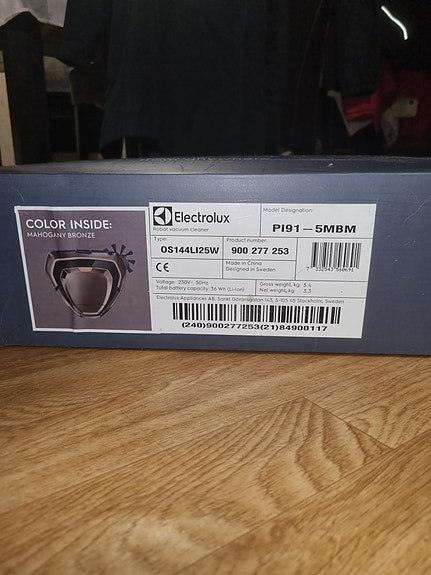 COLOR INSIDE:
MAHOGANY BRONZE
Electrolux
Robot vacuum cleaner
Model Designation:
PI91-5MBM
Type:
OS144LI25W
Product number:
900 277 253
CE
Made in China
Designed in Sweden
7 332543 560691
Voltage: 230V~ 50Hz
Total battery capacity: 36 Wh (Li-Ion)
Gross weight, kg: 5.4
Net weight, kg: 3.3
Electrolux Appliances AB, Sankt Göransgatan 143, S-105 45 Stockholm, Sweden
(240)900277253(21)84900117